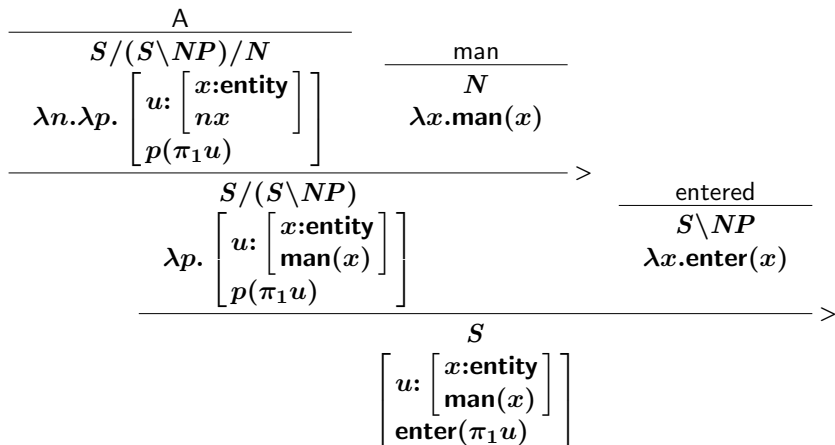 A
S/(S\NP)/N
λn.λp. [ u: [ x:entity
nx ]
p(π₁u) ]
man
N
λx.man(x)
>
S/(S\NP)
λp. [ u: [ x:entity
man(x) ]
p(π₁u) ]
entered
S\NP
λx.enter(x)
>
S
[ u: [ x:entity
man(x) ]
enter(π₁u) ]